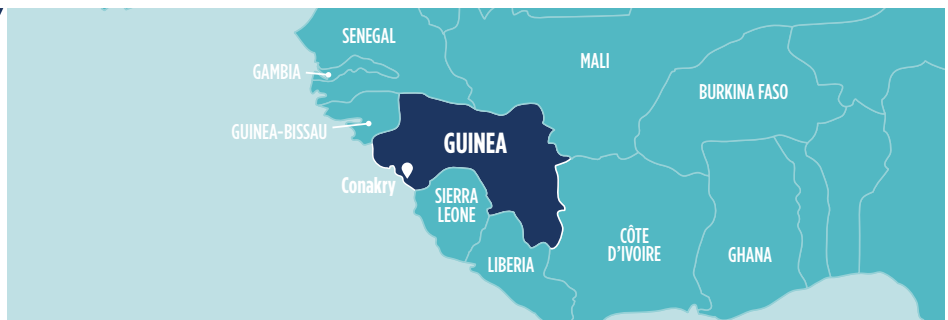 SENEGAL
GAMBIA
MALI
BURKINA FASO
GUINEA-BISSAU
GUINEA
Conakry
SIERRA
LEONE
LIBERIA
CÔTE
D'IVOIRE
GHANA